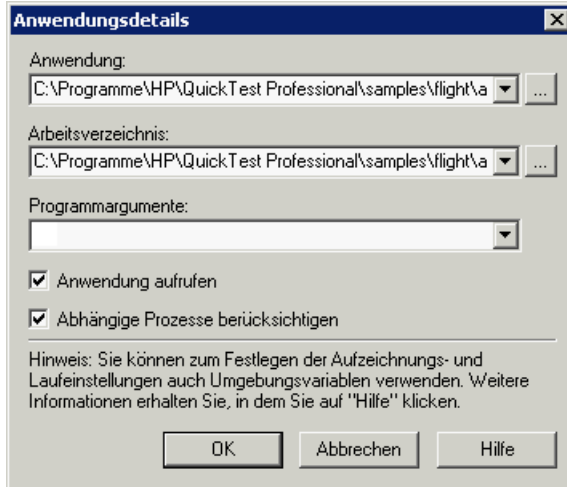 Anwendungsdetails
Anwendung:
C:\Programme\HP\QuickTest Professional\samples\flight\a
...
Arbeitsverzeichnis:
C:\Programme\HP\QuickTest Professional\samples\flight\a
...
Programmargumente:
Anwendung aufrufen
Abhängige Prozesse berücksichtigen
Hinweis: Sie können zum Festlegen der Aufzeichnungs- und
Laufeinstellungen auch Umgebungsvariablen verwenden. Weitere
Informationen erhalten Sie, in dem Sie auf "Hilfe" klicken.
OK Abbrechen Hilfe